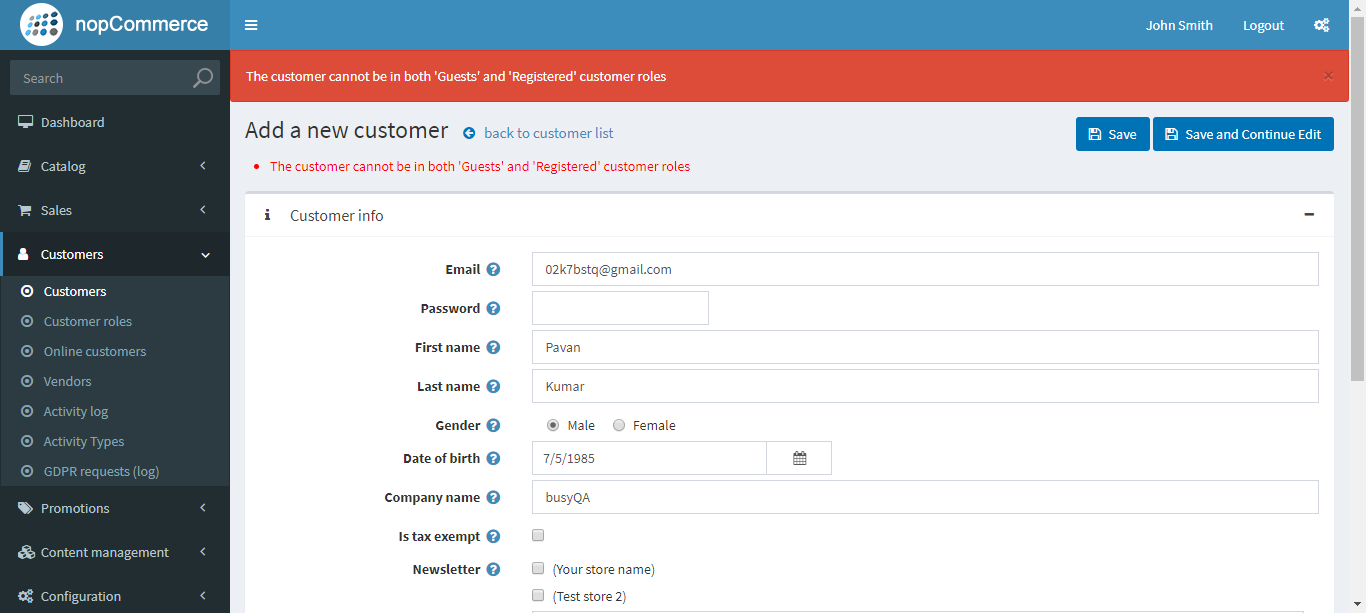 nopCommerce
John Smith
Logout
Search
The customer cannot be in both 'Guests' and 'Registered' customer roles
×
Dashboard
Catalog
Sales
Customers
Customers
Customer roles
Online customers
Vendors
Activity log
Activity Types
GDPR requests (log)
Promotions
Content management
Configuration
Add a new customer
back to customer list
Save
Save and Continue Edit
The customer cannot be in both 'Guests' and 'Registered' customer roles
Customer info
Email 02k7bstq@gmail.com
Password
First name Pavan
Last name Kumar
Gender Male Female
Date of birth 7/5/1985
Company name busyQA
Is tax exempt
Newsletter (Your store name)
(Test store 2)